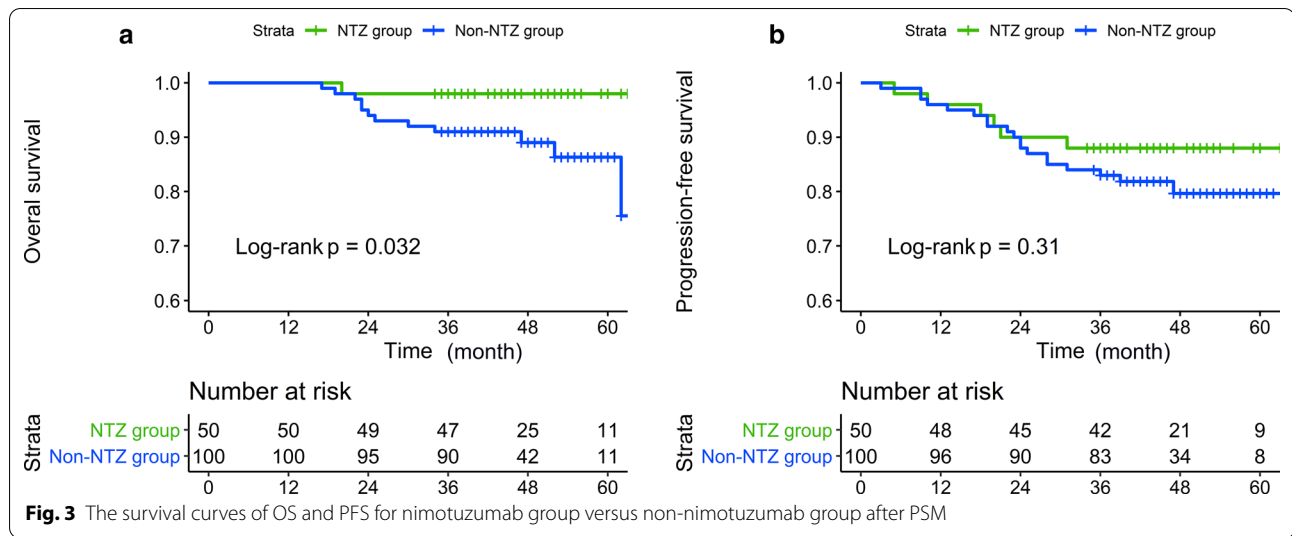 a
Strata NTZ group Non-NTZ group
Overal survival
1.0
0.9
0.8
0.7
0.6
Log-rank p = 0.032
0 12 24 36 48 60
Time (month)
Number at risk
Strata
NTZ group 50 50 49 47 25 11
Non-NTZ group 100 100 95 90 42 11
0 12 24 36 48 60
b
Strata NTZ group Non-NTZ group
Progression-free survival
1.0
0.9
0.8
0.7
0.6
Log-rank p = 0.31
0 12 24 36 48 60
Time (month)
Number at risk
Strata
NTZ group 50 48 45 42 21 9
Non-NTZ group 100 96 90 83 34 8
0 12 24 36 48 60
Fig. 3 The survival curves of OS and PFS for nimotuzumab group versus non-nimotuzumab group after PSM